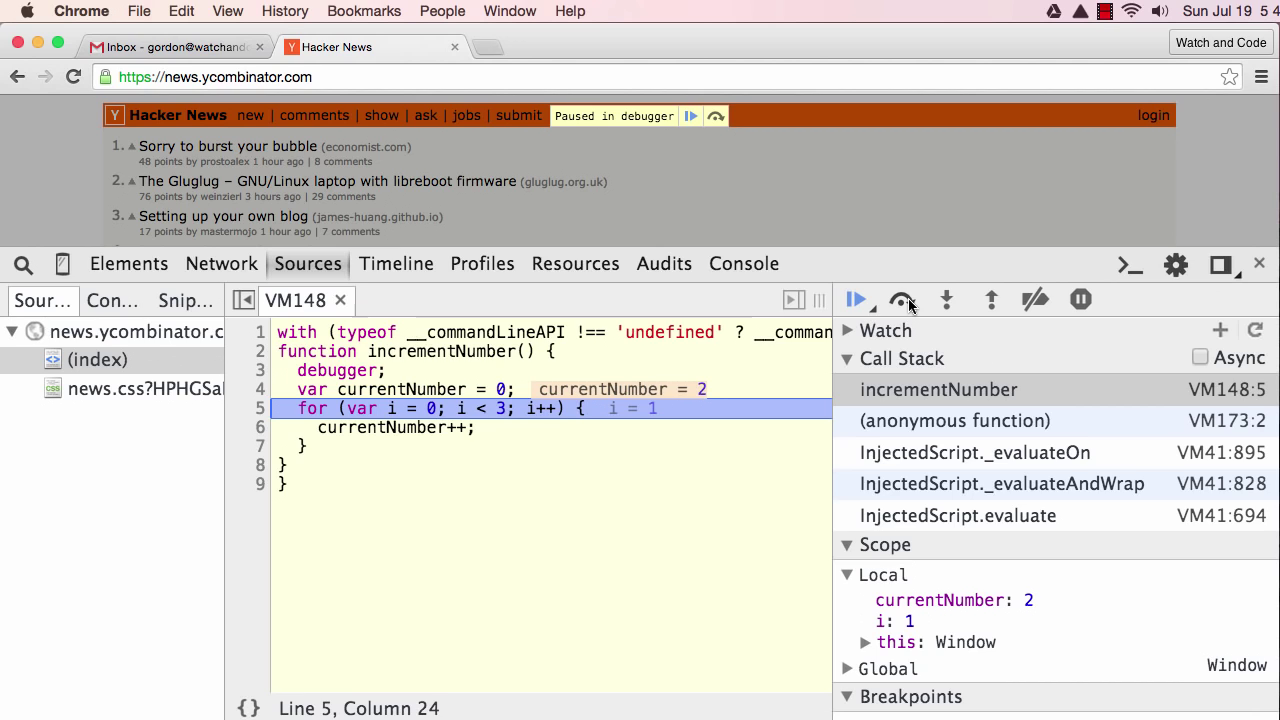 Chrome File Edit View History Bookmarks People Window Help Sun Jul 19 5 4
Inbox - gordon@watchand Hacker News Watch and Code
https://news.ycombinator.com
Y Hacker News new | comments | show | ask | jobs | submit login
Paused in debugger
1. Sorry to burst your bubble (economist.com)
48 points by prostoalex 1 hour ago | 8 comments
2. The Gluglug – GNU/Linux laptop with libreboot firmware (gluglug.org.uk)
76 points by weinzierl 3 hours ago | 29 comments
3. Setting up your own blog (james-huang.github.io)
17 points by mastermojo 1 hour ago | 7 comments
Elements Network Sources Timeline Profiles Resources Audits Console
Sour... Con... Snip... VM148
news.ycombinator.c
(index)
news.css?HPHGSa
1 with (typeof __commandLineAPI !== 'undefined' ? __comman
2 function incrementNumber() {
3 debugger;
4 var currentNumber = 0; currentNumber = 2
5 for (var i = 0; i < 3; i++) { i = 1
6 currentNumber++;
7 }
8 }
9 }
{} Line 5, Column 24
Watch
Call Stack Async
incrementNumber VM148:5
(anonymous function) VM173:2
InjectedScript._evaluateOn VM41:895
InjectedScript._evaluateAndWrap VM41:828
InjectedScript.evaluate VM41:694
Scope
Local
currentNumber: 2
i: 1
this: Window
Global Window
Breakpoints